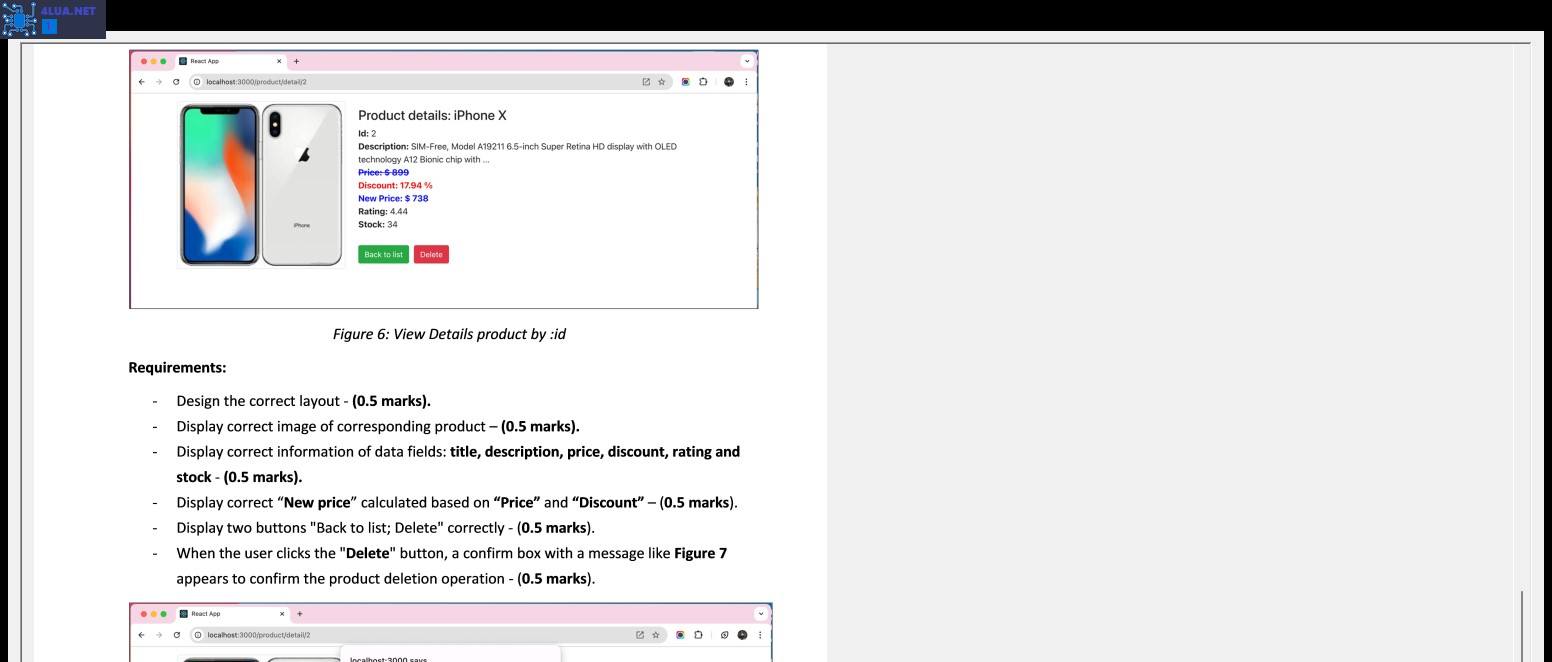 4LUA.NET
React App
localhost:3000/product/detail/2
Product details: iPhone X
Id: 2
Description: SIM-Free, Model A19211 6.5-inch Super Retina HD display with OLED
technology A12 Bionic chip with ...
Price: $ 899
Discount: 17.94 %
New Price: $ 738
Rating: 4.44
Stock: 34
iPhone
Back to list Delete
Figure 6: View Details product by :id
Requirements:
- Design the correct layout - (0.5 marks).
- Display correct image of corresponding product – (0.5 marks).
- Display correct information of data fields: title, description, price, discount, rating and
stock - (0.5 marks).
- Display correct “New price” calculated based on “Price” and “Discount” – (0.5 marks).
- Display two buttons "Back to list; Delete" correctly - (0.5 marks).
- When the user clicks the "Delete" button, a confirm box with a message like Figure 7
appears to confirm the product deletion operation - (0.5 marks).
React App
localhost:3000/product/detail/2
localhost:3000 says